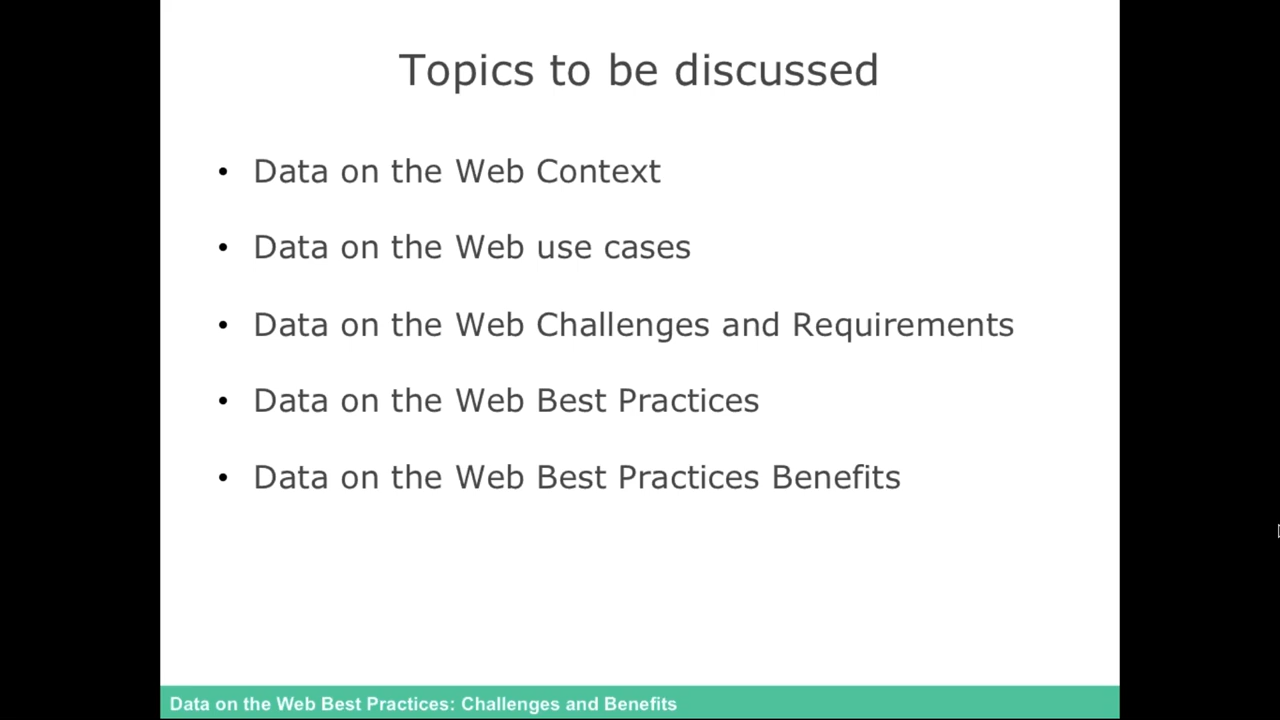 Topics to be discussed
• Data on the Web Context
• Data on the Web use cases
• Data on the Web Challenges and Requirements
• Data on the Web Best Practices
• Data on the Web Best Practices Benefits
Data on the Web Best Practices: Challenges and Benefits